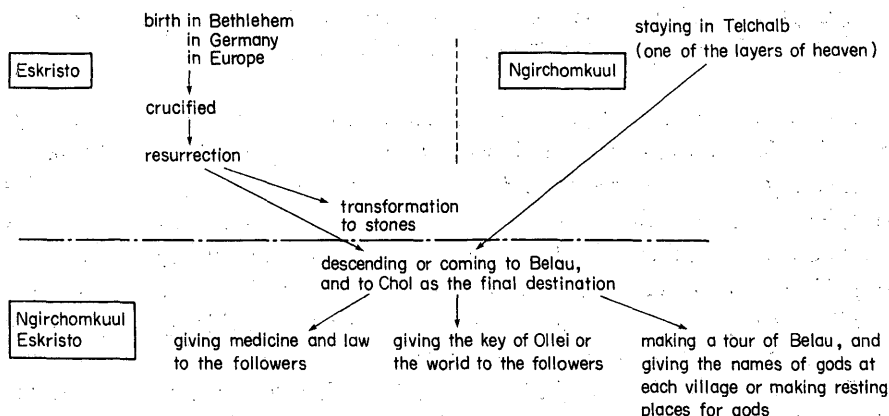 birth in Bethlehem
in Germany
in Europe
Eskristo
crucified
resurrection
staying in Telchalb
(one of the layers of heaven)
Ngirchomkuul
transformation
to stones
descending or coming to Belau,
and to Chol as the final destination
Ngirchomkuul
Eskristo
giving medicine and law
to the followers
giving the key of Ollei or
the world to the followers
making a tour of Belau, and
giving the names of gods at
each village or making resting
places for gods